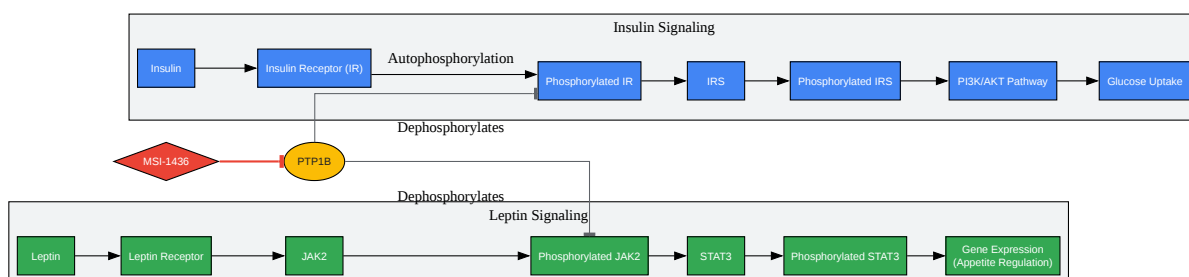 Insulin Signaling
Insulin
Insulin Receptor (IR)
Autophosphorylation
Phosphorylated IR
IRS
Phosphorylated IRS
PI3K/AKT Pathway
Glucose Uptake
Dephosphorylates
MSI-1436
PTP1B
Dephosphorylates
Leptin Signaling
Leptin
Leptin Receptor
JAK2
Phosphorylated JAK2
STAT3
Phosphorylated STAT3
Gene Expression
(Appetite Regulation)